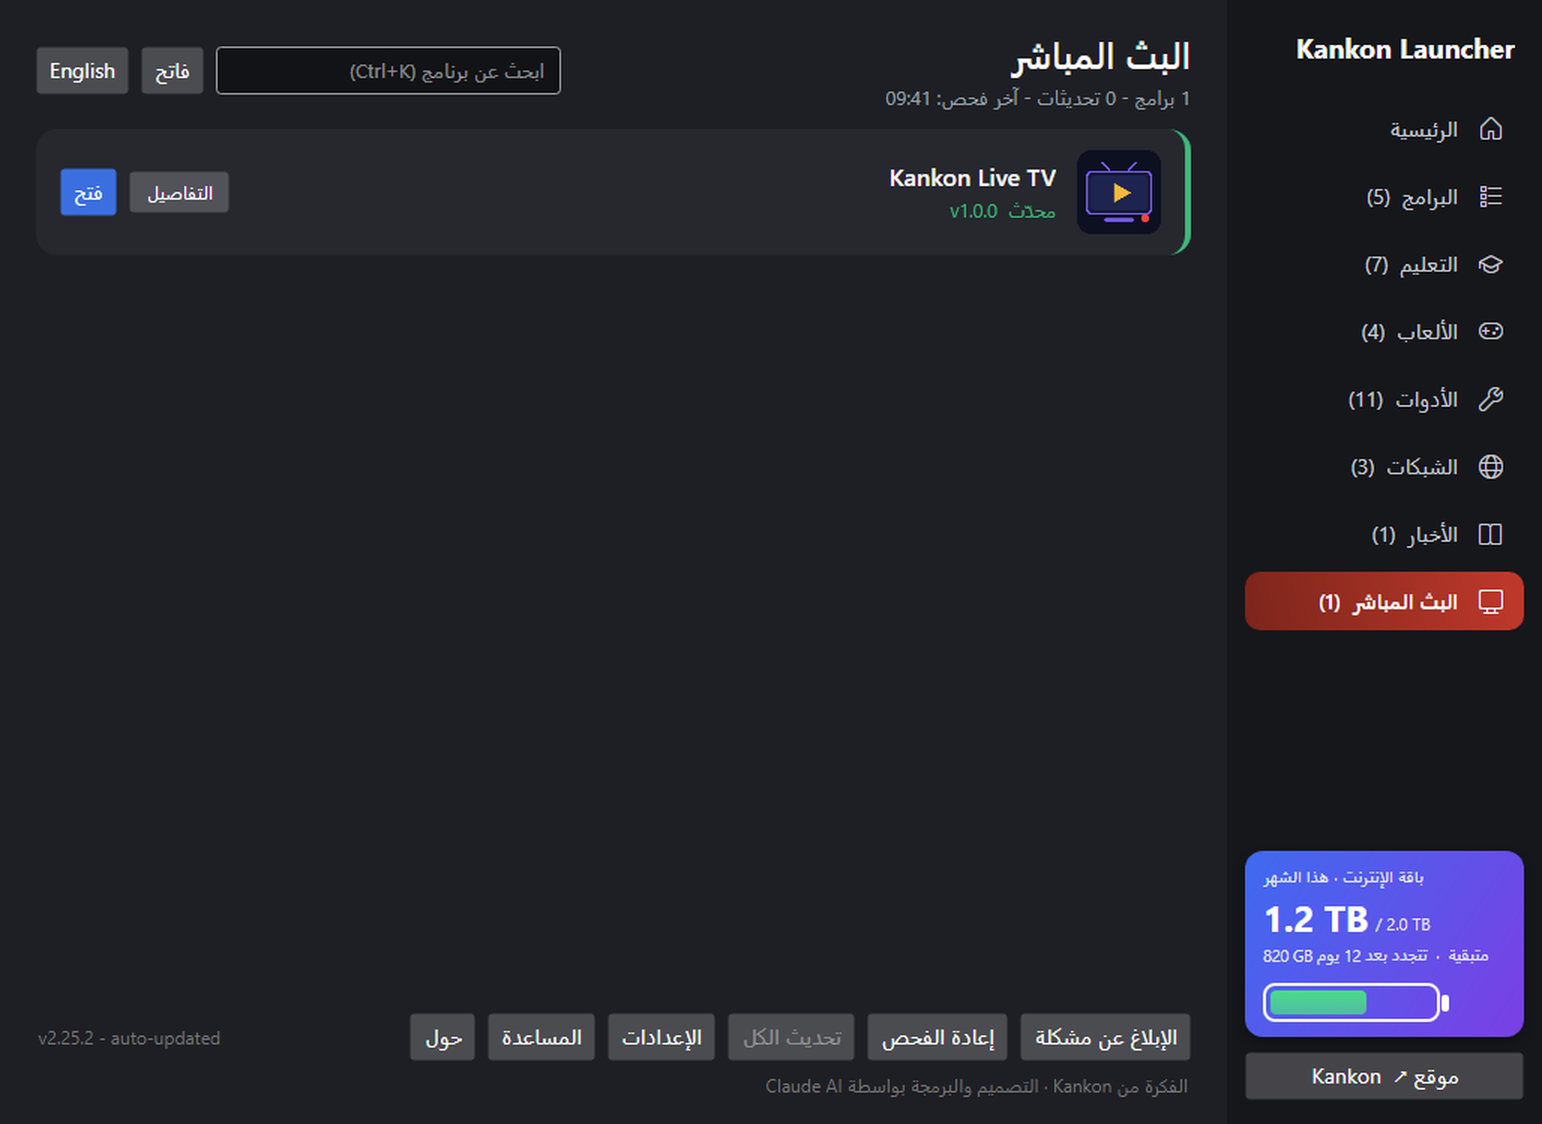 Kankon Launcher
الرئيسية
البرامج (5)
التعليم (7)
الألعاب (4)
الأدوات (11)
الشبكات (3)
الأخبار (1)
البث المباشر (1)
باقة الإنترنت · هذا الشهر
1.2 TB / 2.0 TB
820 GB متبقية · تتجدد بعد 12 يوم
موقع Kankon ↗
البث المباشر
1 برامج - 0 تحديثات - آخر فحص: 09:41
ابحث عن برنامج (Ctrl+K)
فاتح
English
Kankon Live TV
محدّث v1.0.0
التفاصيل
فتح
الإبلاغ عن مشكلة
إعادة الفحص
تحديث الكل
الإعدادات
المساعدة
حول
v2.25.2 - auto-updated
الفكرة من Kankon · التصميم والبرمجة بواسطة Claude AI